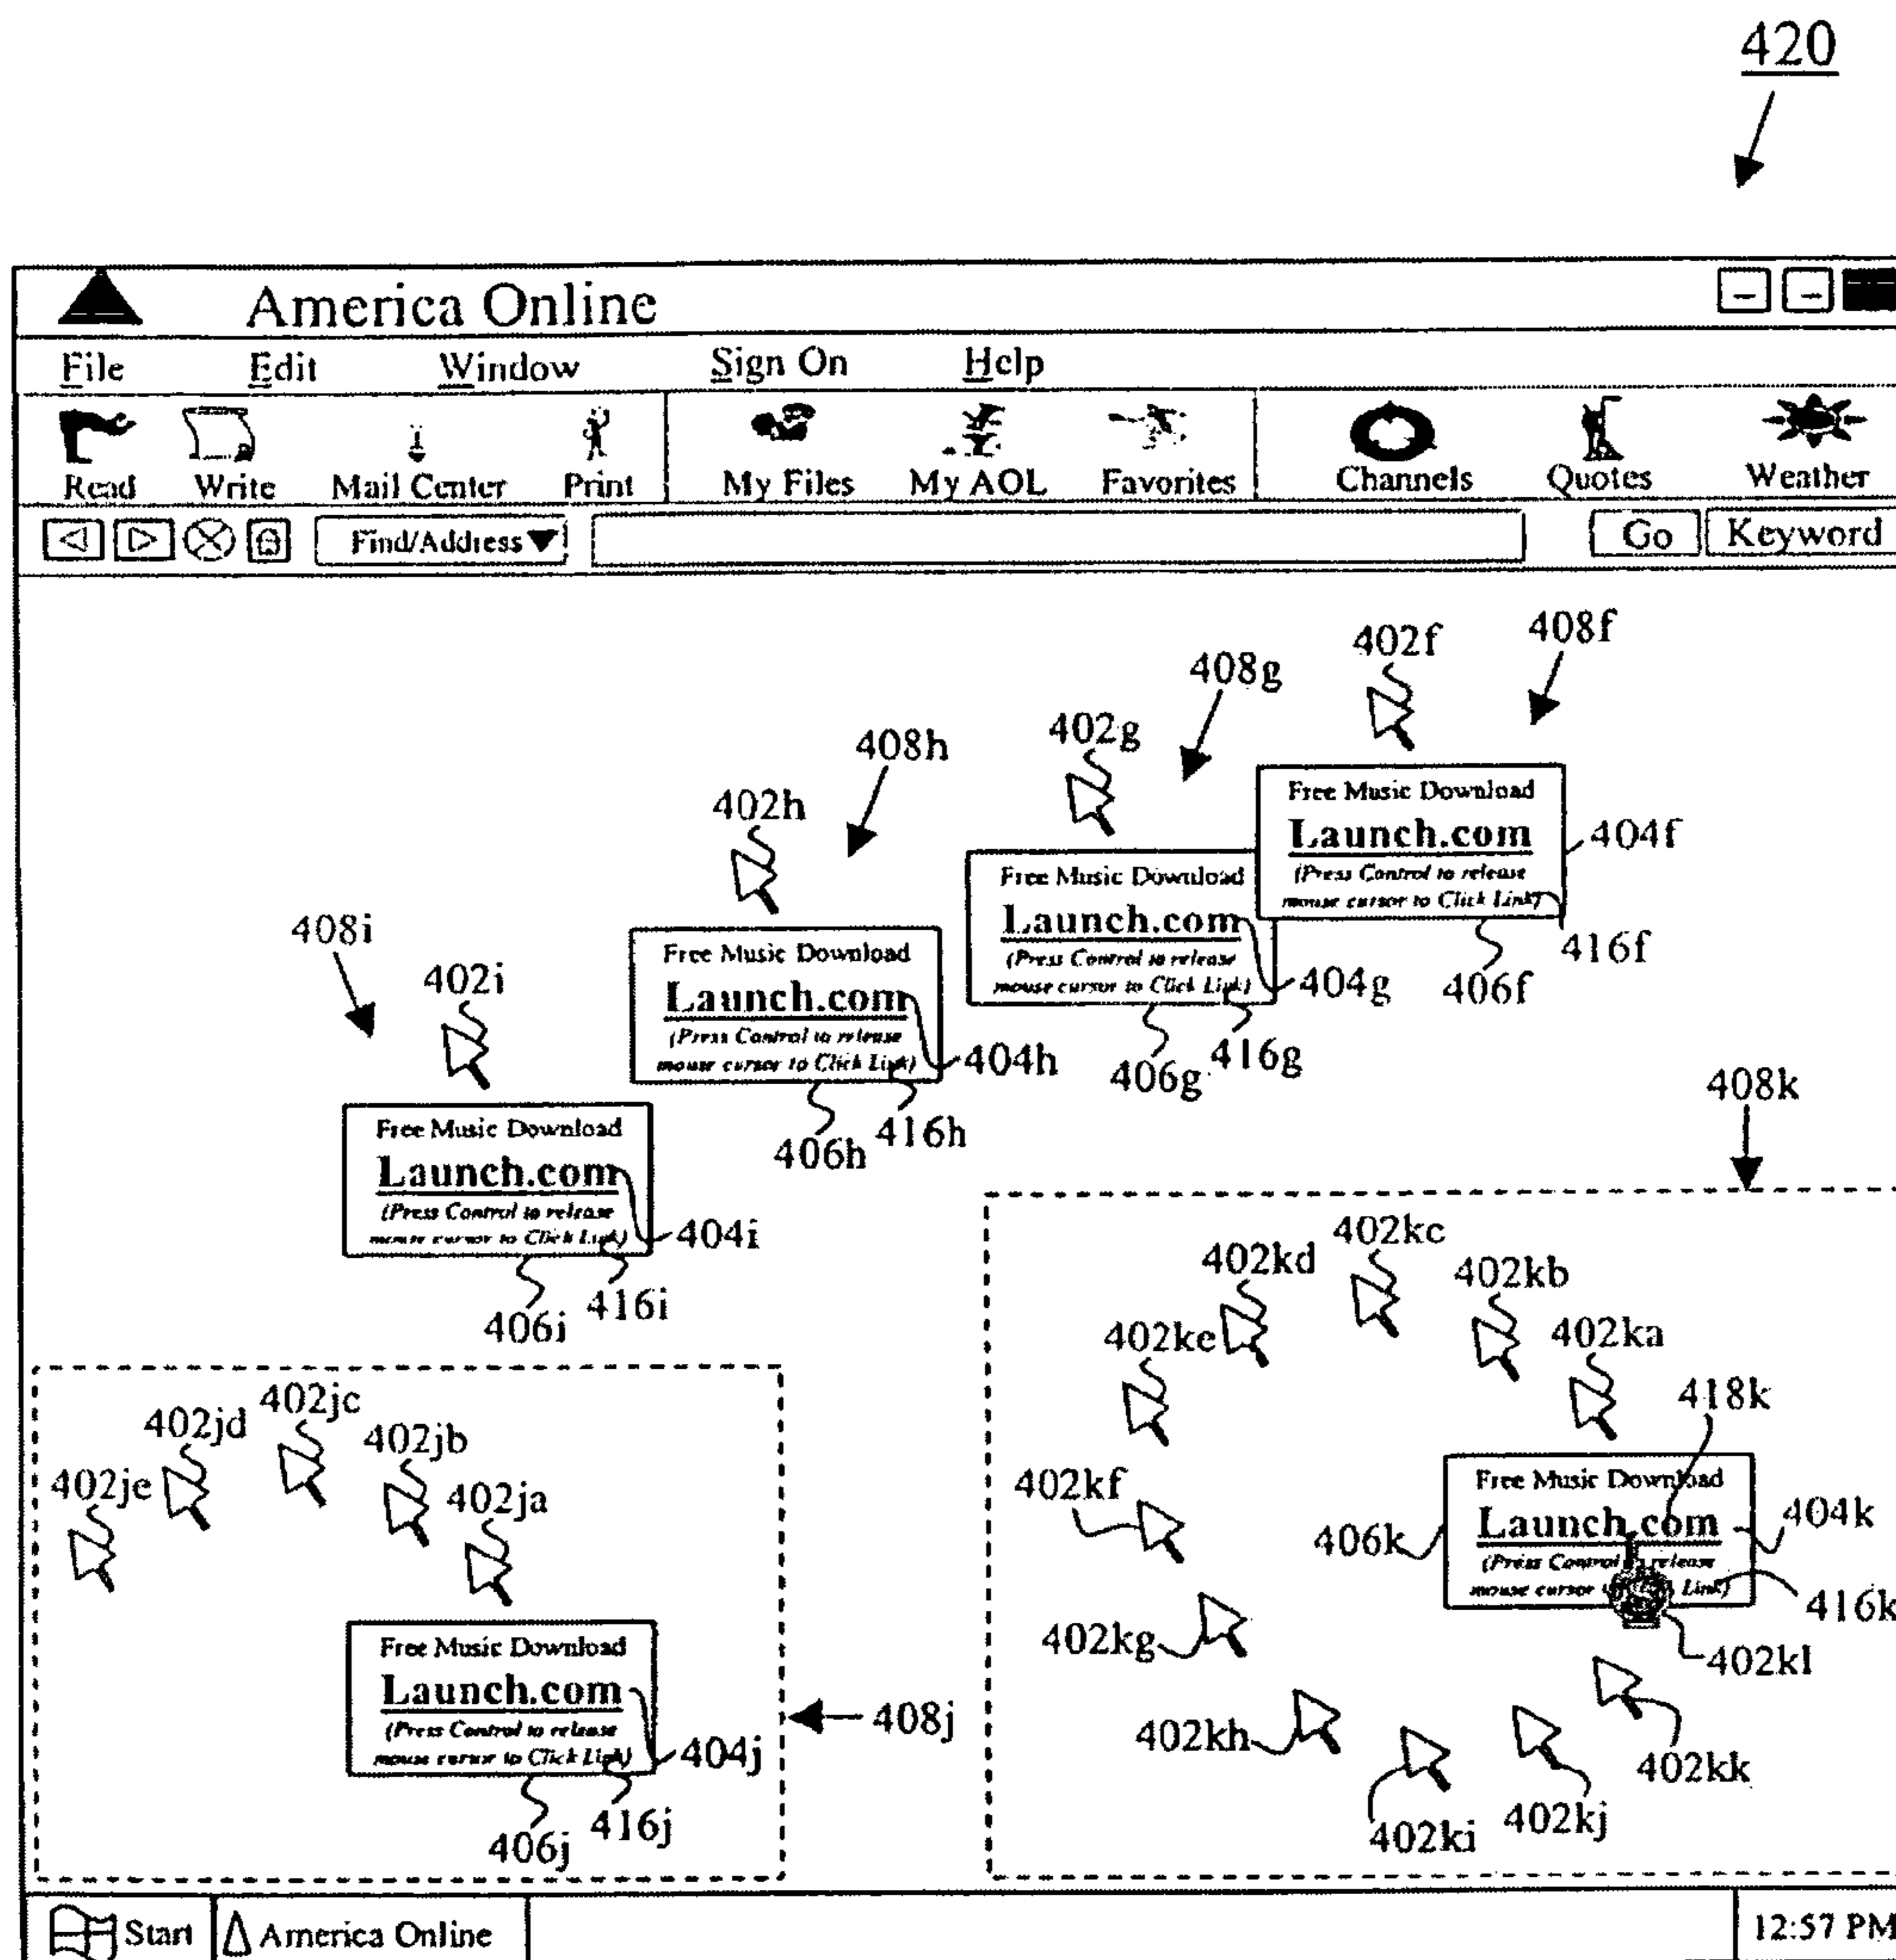 420
America Online
File Edit Window Sign On Help
Read Write Mail Center Print My Files My AOL Favorites Channels Quotes Weather
Find/Address Go Keyword
402f 408f
408g
402g
408h
402h
Free Music Download
Launch.com
(Press Control to release
mouse cursor to Click Link)
404f
416f
406f
Free Music Download
Launch.com
(Press Control to release
mouse cursor to Click Link)
404g
406g 416g
Free Music Download
Launch.com
(Press Control to release
mouse cursor to Click Link)
404h
406h 416h
408i
402i
Free Music Download
Launch.com
(Press Control to release
mouse cursor to Click Link)
404i
406i 416i
408k
402kc
402kd 402kb
402ke 402ka
418k
402kf
Free Music Download
Launch.com
(Press Control to release
mouse cursor Link)
406k
404k
416k
402kg
402kl
402kh
402kk
402ki 402kj
402jc
402jd 402jb
402je 402ja
Free Music Download
Launch.com
(Press Control to release
mouse cursor to Click Link)
408j
404j
406j 416j
Start America Online 12:57 PM